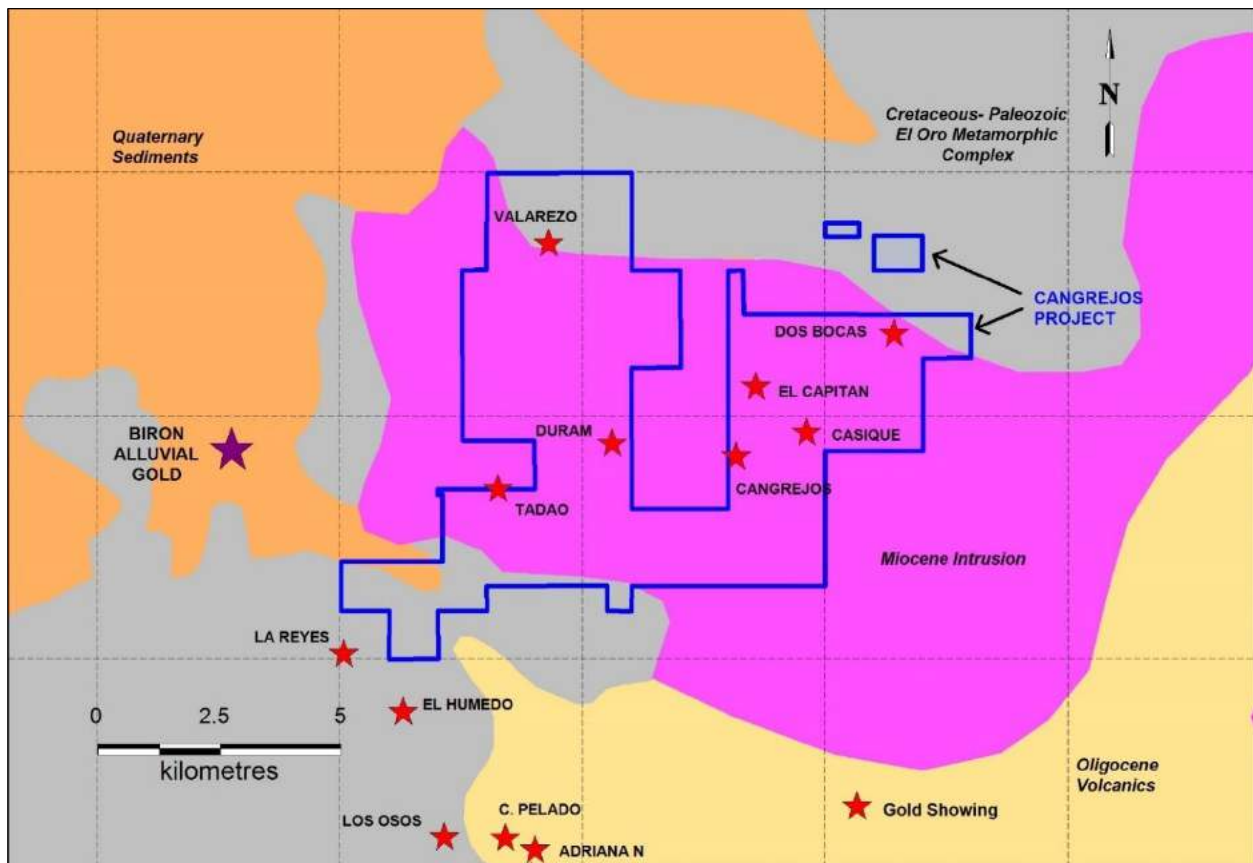 Quaternary
Sediments
Cretaceous- Paleozoic
El Oro Metamorphic
Complex
N
VALAREZO
CANGREJOS
PROJECT
DOS BOCAS
EL CAPITAN
BIRON
ALLUVIAL
GOLD
DURAM
CASIQUE
CANGREJOS
TADAO
Miocene Intrusion
LA REYES
EL HUMEDO
0 2.5 5
kilometres
Oligocene
Volcanics
C. PELADO
Gold Showing
LOS OSOS
ADRIANA N